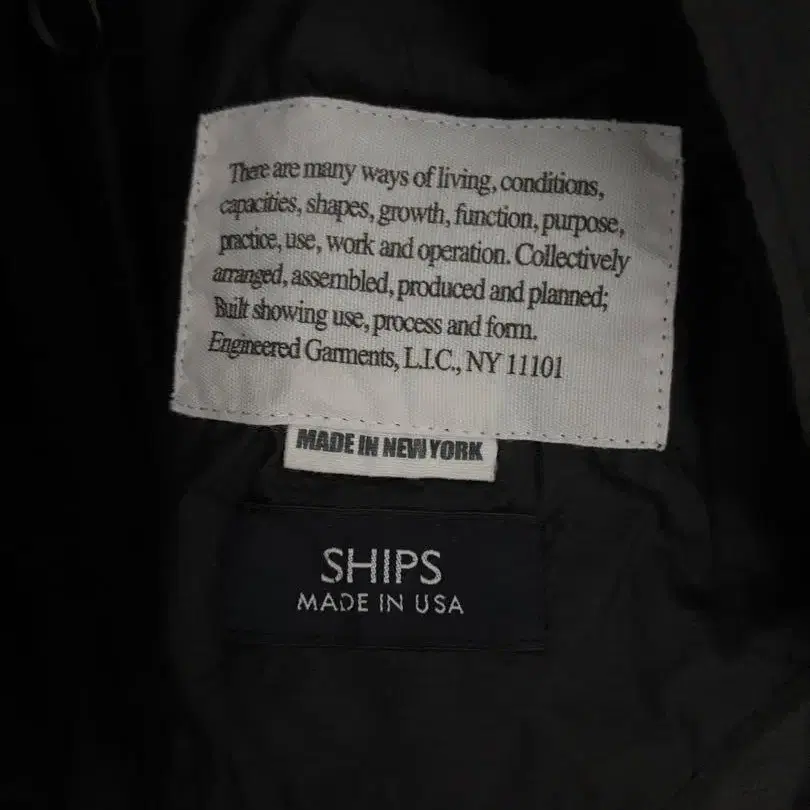 There are many ways of living, conditions,
capacities, shapes, growth, function, purpose,
practice, use, work and operation. Collectively
arranged, assembled, produced and planned;
Built showing use, process and form.
Engineered Garments, L.I.C., NY 11101
MADE IN NEW YORK
SHIPS
MADE IN USA